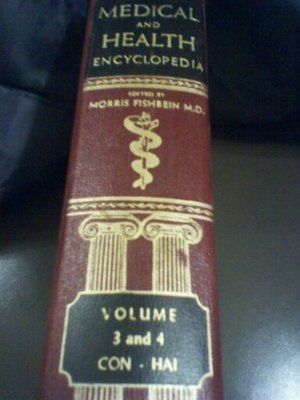 MEDICAL
AND
HEALTH
ENCYCLOPEDIA
EDITED BY
MORRIS FISHBEIN M.D.
VOLUME
3 and 4
CON - HAI